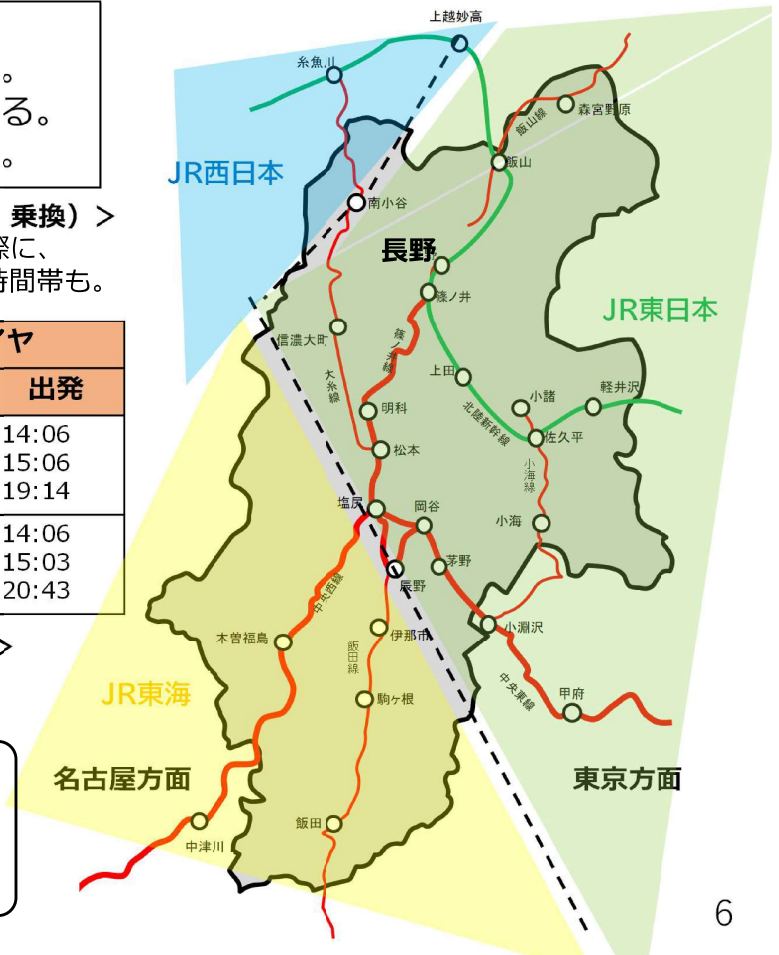 。
る。
。
乗換）＞
際に、
時間帯も。
ヤ
出発
14:06
15:06
19:14
14:06
15:03
20:43
＞
上越妙高
糸魚川
森宮野原
飯山線
飯山
JR西日本
南小谷
長野
篠ノ井
JR東日本
信濃大町
篠ノ井線
大糸線
上田
小諸
軽井沢
北陸新幹線
佐久平
明科
松本
小海線
塩尻
岡谷
小海
茅野
辰野
中央西線
伊那市
小淵沢
木曽福島
飯田線
駒ヶ根
中央東線
甲府
JR東海
名古屋方面
東京方面
飯田
中津川
6